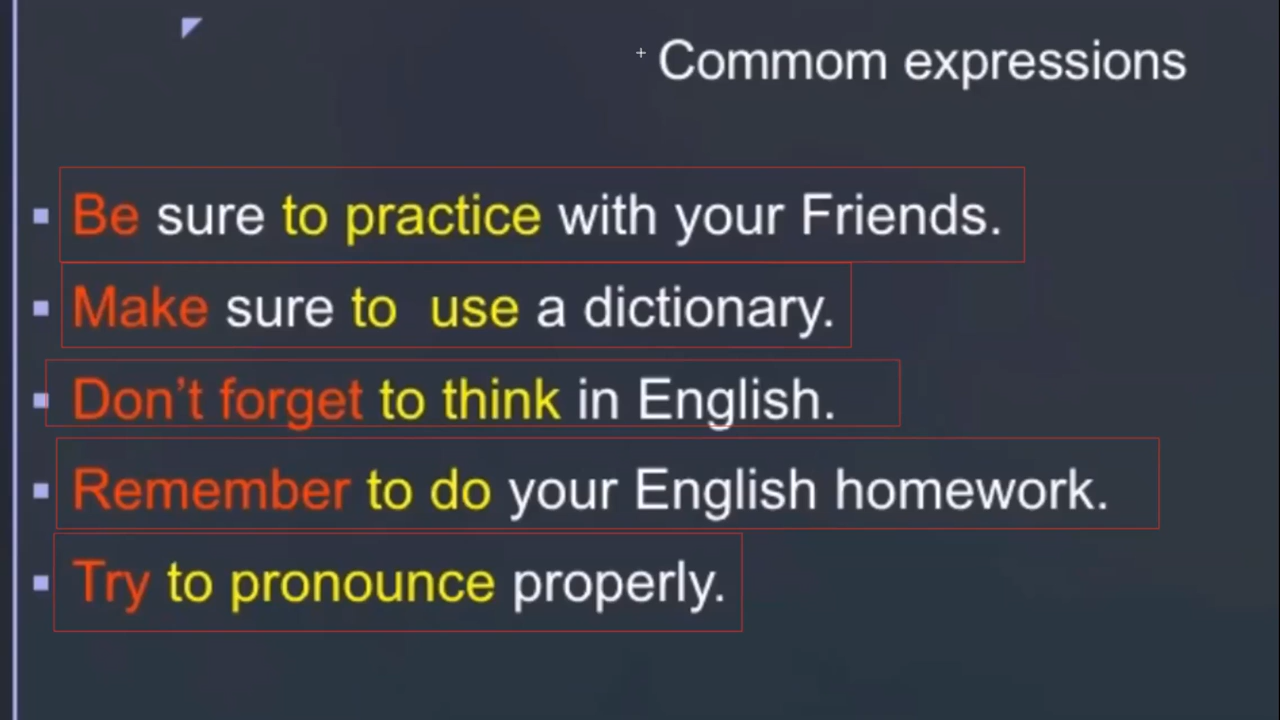 Commom expressions
Be sure to practice with your Friends.
Make sure to use a dictionary.
Don't forget to think in English.
Remember to do your English homework.
Try to pronounce properly.